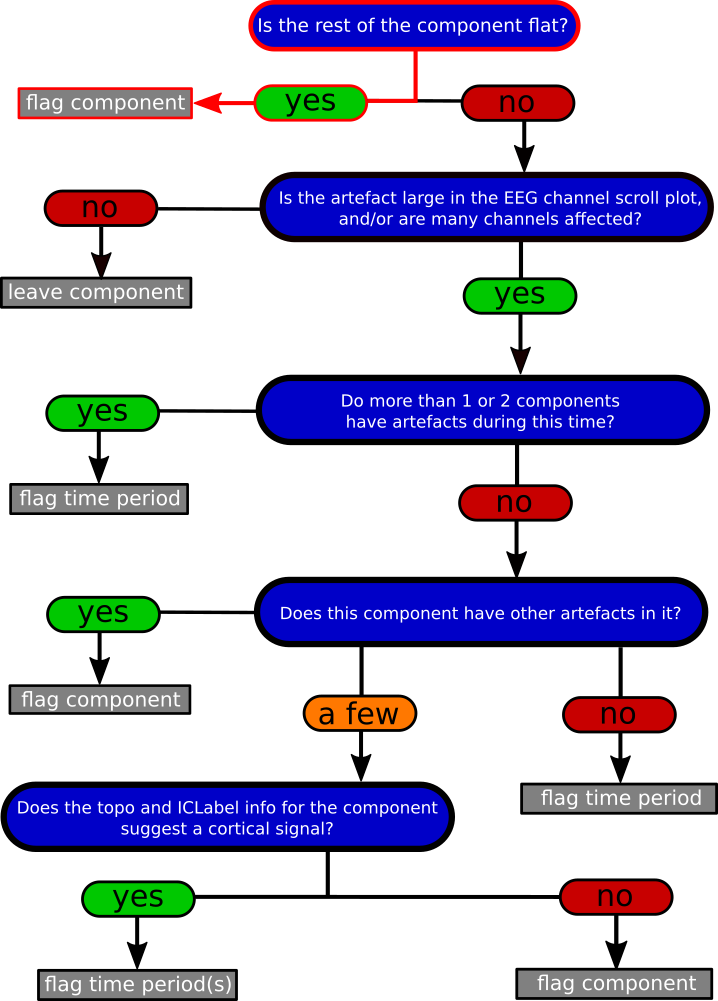 Is the rest of the component flat?
flag component
yes
no
Is the artefact large in the EEG channel scroll plot,
and/or are many channels affected?
no
leave component
yes
Do more than 1 or 2 components
have artefacts during this time?
yes
flag time period
no
Does this component have other artefacts in it?
yes
flag component
a few
no
flag time period
Does the topo and ICLabel info for the component
suggest a cortical signal?
yes
no
flag time period(s)
flag component